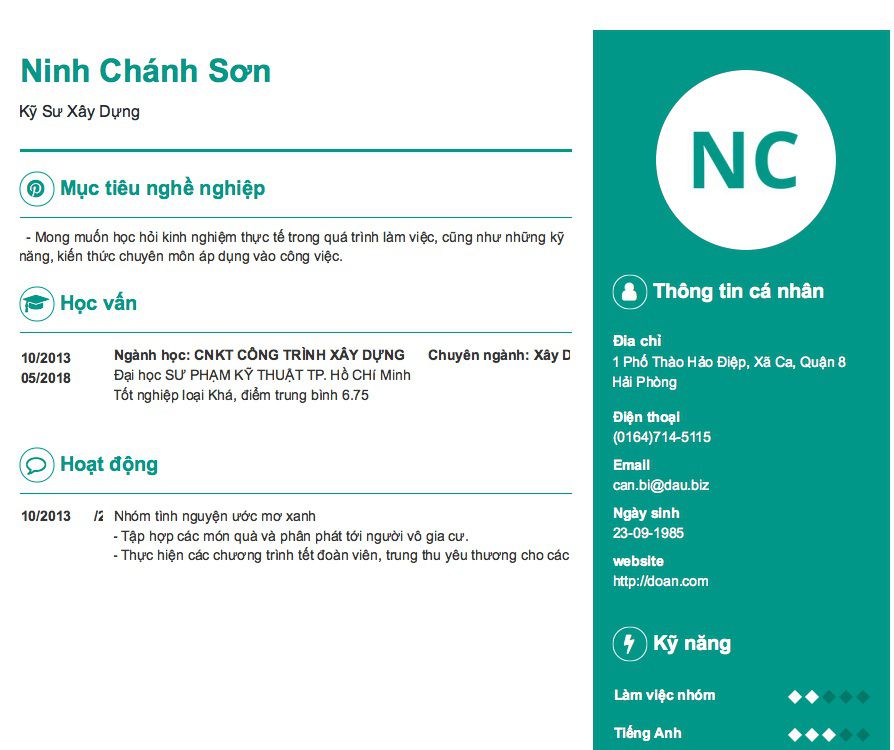 Ninh Chánh Sơn
Kỹ Sư Xây Dựng
Mục tiêu nghề nghiệp
- Mong muốn học hỏi kinh nghiệm thực tế trong quá trình làm việc, cũng như những kỹ
năng, kiến thức chuyên môn áp dụng vào công việc.
Học vấn
10/2013 Ngành học: CNKT CÔNG TRÌNH XÂY DỰNG Chuyên ngành: Xây D
05/2018 Đại học SƯ PHẠM KỸ THUẬT TP. Hồ CHí Minh
Tốt nghiệp loại Khá, điểm trung bình 6.75
Hoạt động
10/2013 /2 Nhóm tình nguyện ước mơ xanh
- Tập hợp các món quà và phân phát tới người vô gia cư.
- Thực hiện các chương trình tết đoàn viên, trung thu yêu thương cho các
NC
Thông tin cá nhân
Đia chỉ
1 Phố Thào Hảo Điệp, Xã Ca, Quận 8
Hải Phòng
Điện thoại
(0164)714-5115
Email
can.bi@dau.biz
Ngày sinh
23-09-1985
website
http://doan.com
Kỹ năng
Làm việc nhóm
Tiếng Anh